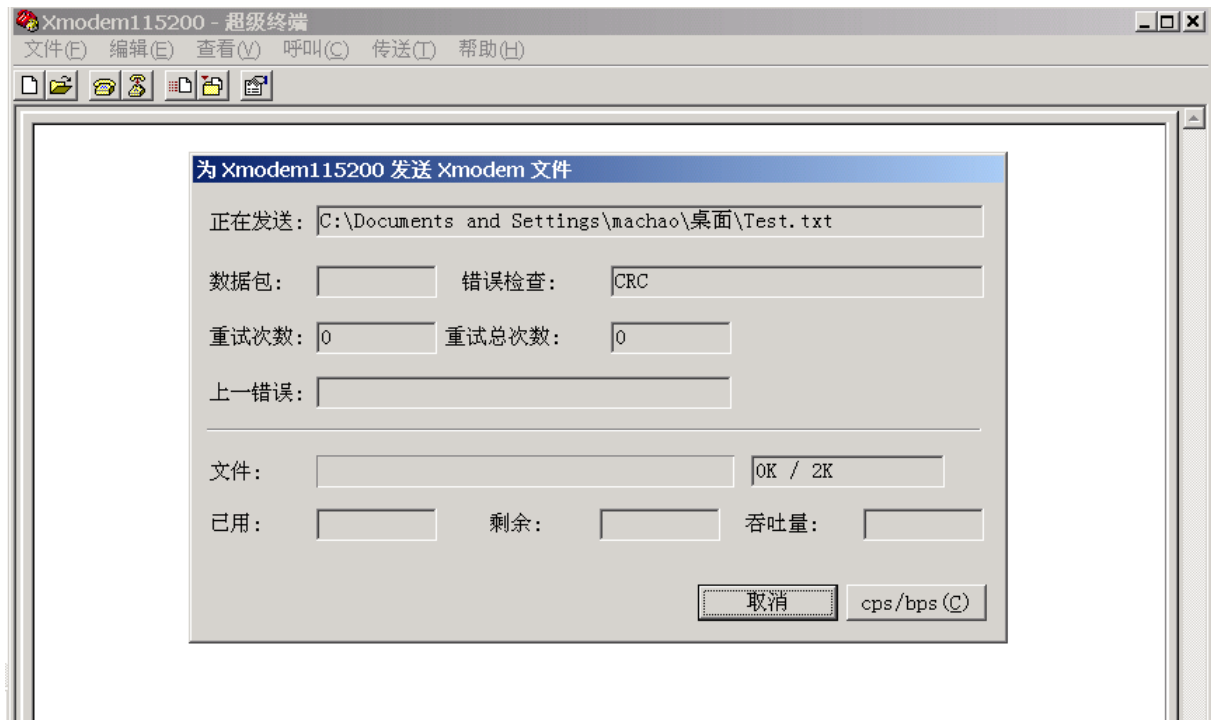 Xmodem115200 - 超级终端
文件(F) 编辑(E) 查看(V) 呼叫(C) 传送(T) 帮助(H)
为 Xmodem115200 发送 Xmodem 文件
正在发送: C:\Documents and Settings\machao\桌面\Test.txt
数据包: 错误检查: CRC
重试次数: 0 重试总次数: 0
上一错误:
文件: 0K / 2K
已用: 剩余: 吞吐量:
取消 cps/bps(C)